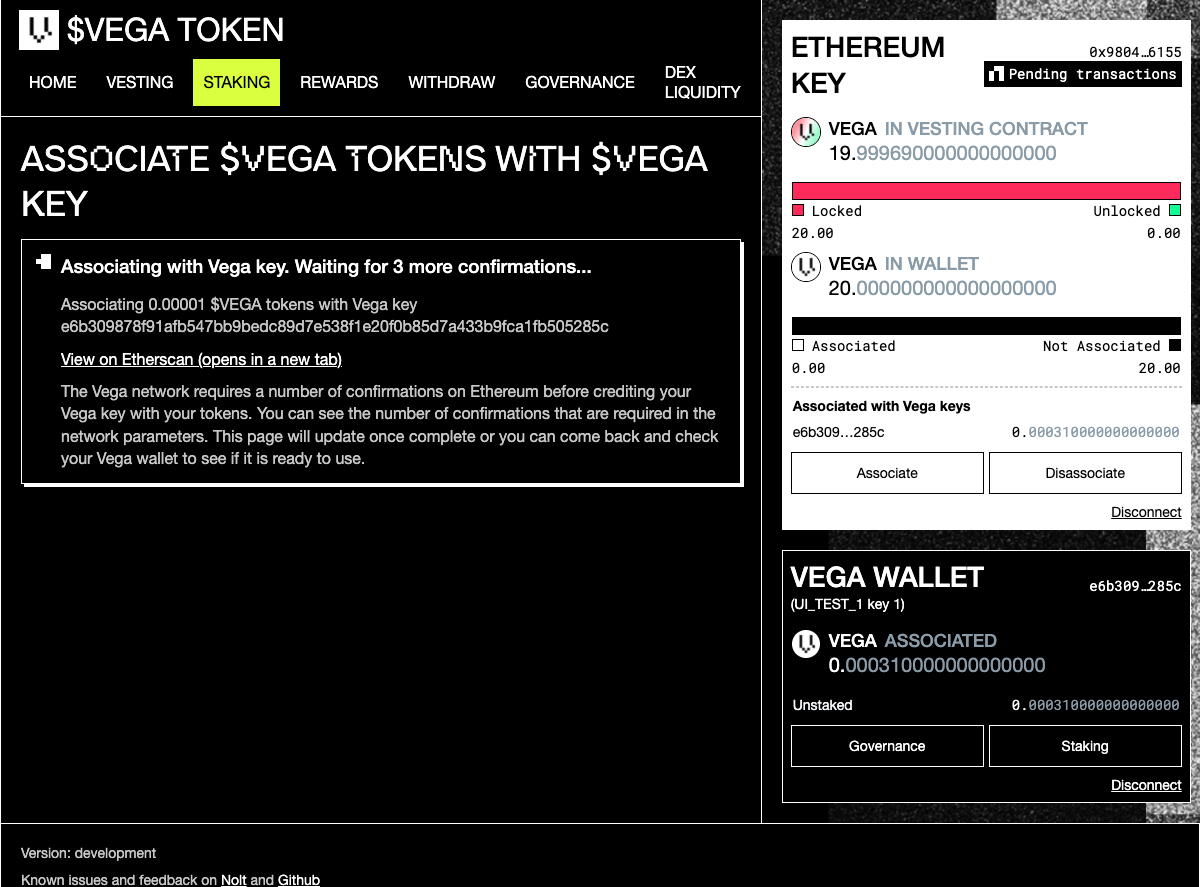 $VEGA TOKEN
HOME
VESTING
STAKING
REWARDS
WITHDRAW
GOVERNANCE
DEX
LIQUIDITY
ASSOCIATE $VEGA TOKENS WITH $VEGA
KEY
Associating with Vega key. Waiting for 3 more confirmations...
Associating 0.00001 $VEGA tokens with Vega key
e6b309878f91afb547bb9bedc89d7e538f1e20f0b85d7a433b9fca1fb505285c
View on Etherscan (opens in a new tab)
The Vega network requires a number of confirmations on Ethereum before crediting your
Vega key with your tokens. You can see the number of confirmations that are required in the
network parameters. This page will update once complete or you can come back and check
your Vega wallet to see if it is ready to use.
ETHEREUM
KEY
0x9804…6155
Pending transactions
VEGA IN VESTING CONTRACT
19.999690000000000000
Locked
Unlocked
20.00
0.00
VEGA IN WALLET
20.000000000000000000
Associated
Not Associated
0.00
20.00
Associated with Vega keys
e6b309…285c
0.000310000000000000
Associate
Disassociate
Disconnect
VEGA WALLET
e6b309…285c
(UI_TEST_1 key 1)
VEGA ASSOCIATED
0.000310000000000000
Unstaked
0.000310000000000000
Governance
Staking
Disconnect
Version: development
Known issues and feedback on Nolt and Github